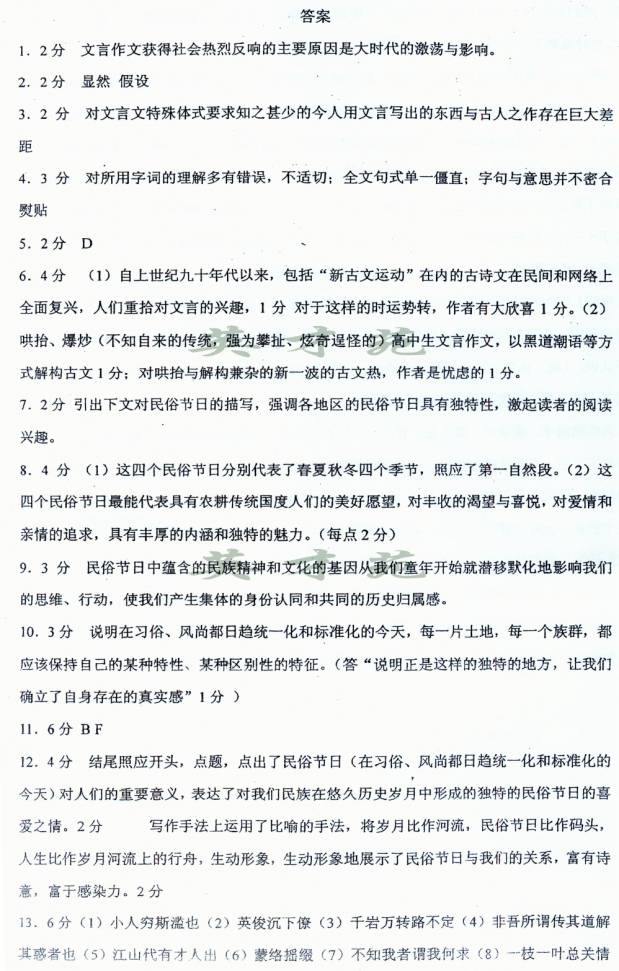 答案
1．2分 文言作文获得社会热烈反响的主要原因是大时代的激荡与影响。
2．2分 显然 假设
3．2 分 对文言文特殊体式要求知之甚少的今人用文言写出的东西与古人之作存在巨大差
距
4．3 分 对所用字词的理解多有错误，不适切；全文句式单一僵直；字句与意思并不密合
熨贴
5．2分 D
6．4分 （1）自上世纪九十年代以来，包括“新古文运动”在内的古诗文在民间和网络上
全面复兴，人们重拾对文言的兴趣，1 分 对于这样的时运势转，作者有大欣喜 1 分。（2）
哄抬、爆炒（不知自来的传统，强为攀扯、炫奇逞怪的）高中生文言作文，以黑道潮语等方
式解构古文 1 分；对哄抬与解构兼杂的新一波的古文热，作者是忧虑的 1 分。
7．2分 引出下文对民俗节日的描写，强调各地区的民俗节日具有独特性，激起读者的阅读
兴趣。
8．4 分 （1）这四个民俗节日分别代表了春夏秋冬四个季节，照应了第一自然段。（2）这
四个民俗节日最能代表具有农耕传统国度人们的美好愿望，对丰收的渴望与喜悦，对爱情和
亲情的追求，具有丰厚的内涵和独特的魅力。（每点 2 分）
9．3 分 民俗节日中蕴含的民族精神和文化的基因从我们童年开始就潜移默化地影响我们
的思维、行动，使我们产生集体的身份认同和共同的历史归属感。
10．3 分 说明在习俗、风尚都日趋统一化和标准化的今天，每一片土地，每一个族群，都
应该保持自己的某种特性、某种区别性的特征。（答“说明正是这样的独特的地方，让我们
确立了自身存在的真实感”1 分 ）
11．6 分 B F
12．4 分 结尾照应开头，点题，点出了民俗节日（在习俗、风尚都日趋统一化和标准化的
今天）对人们的重要意义，表达了对我们民族在悠久历史岁月中形成的独特的民俗节日的喜
爱之情。2 分 写作手法上运用了比喻的手法，将岁月比作河流，民俗节日比作码头，
人生比作岁月河流上的行舟，生动形象，生动形象地展示了民俗节日与我们的关系，富有诗
意，富于感染力。2 分
13．6 分（1）小人穷斯滥也（2）英俊沉下僚（3）千岩万转路不定（4）非吾所谓传其道解
其惑者也（5）江山代有才人出（6）蒙络摇缀（7）不知我者谓我何求（8）一枝一叶总关情
英才苑
英才苑